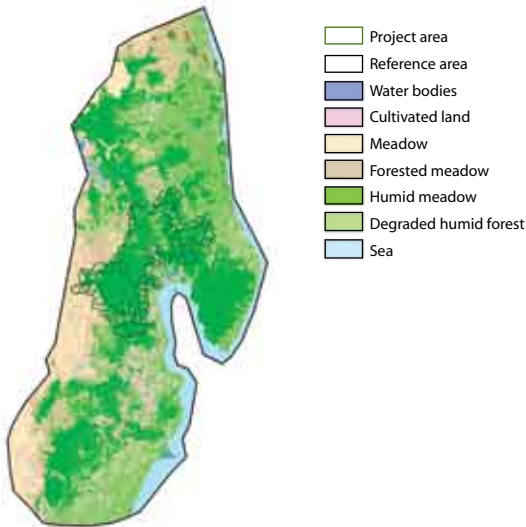 Project area
Reference area
Water bodies
Cultivated land
Meadow
Forested meadow
Humid meadow
Degraded humid forest
Sea